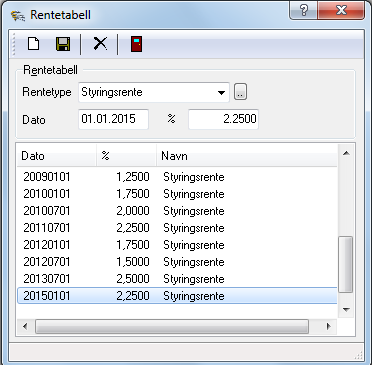 Rentetabell
Rentetabell
Rentetype Styringsrente ..
Dato 01.01.2015 % 2.2500
Dato % Navn
20090101 1,2500 Styringsrente
20100101 1,7500 Styringsrente
20100701 2,0000 Styringsrente
20110701 2,2500 Styringsrente
20120101 1,7500 Styringsrente
20120701 1,5000 Styringsrente
20130701 2,5000 Styringsrente
20150101 2,2500 Styringsrente